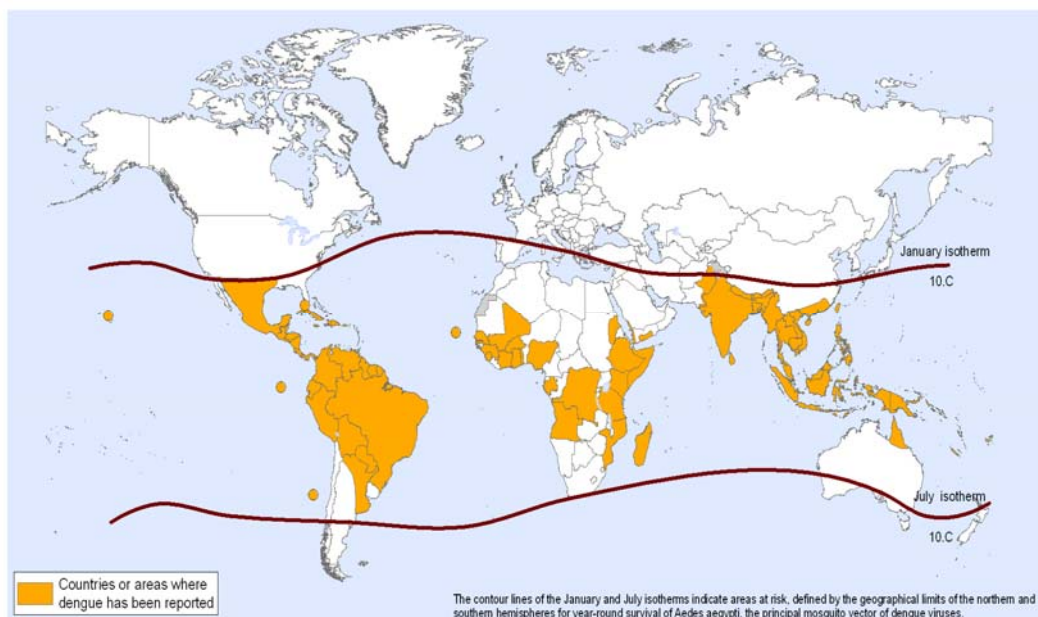 January isotherm
10.C
July isotherm
10.C
Countries or areas where
dengue has been reported
The contour lines of the January and July isotherms indicate areas at risk, defined by the geographical limits of the northern and
southern hemispheres for year-round survival of Aedes aegypti, the principal mosquito vector of dengue viruses.